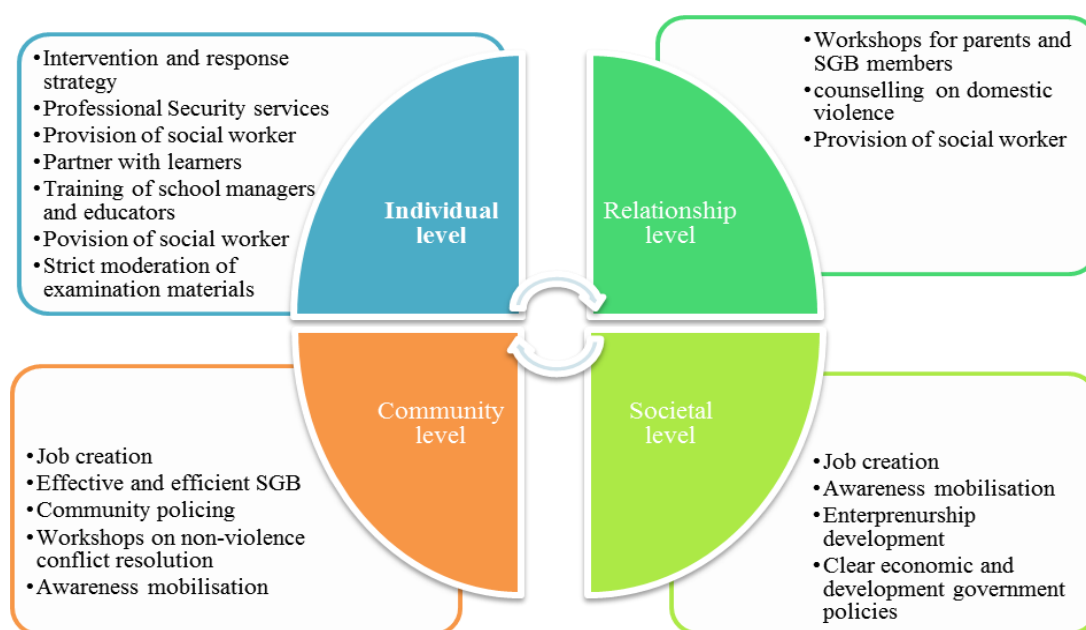 •Intervention and response
strategy
•Professional Security services
•Provision of social worker
•Partner with learners
•Training of school managers
and educators
•Povision of social worker
•Strict moderation of
examination materials
Individual
level
•Workshops for parents and
SGB members
•counselling on domestic
violence
•Provision of social worker
Relationship
level
•Job creation
•Effective and efficient SGB
•Community policing
•Workshops on non-violence
conflict resolution
•Awareness mobilisation
Community
level
Societal
level
•Job creation
•Awareness mobilisation
•Enterprenurship
development
•Clear economic and
development government
policies